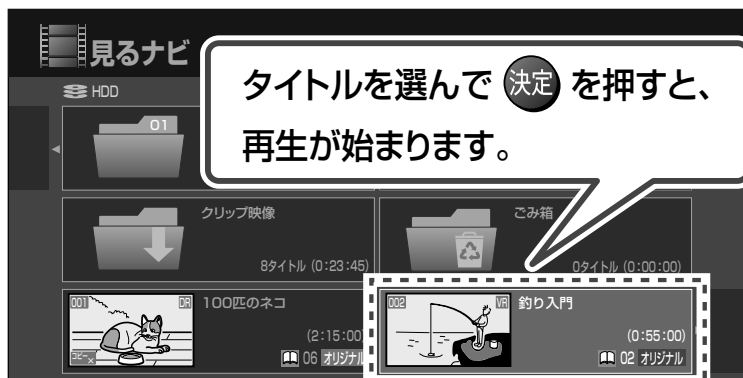 見るナビ
タイトルを選んで 決定 を押すと、
再生が始まります。
HDD
01
クリップ映像
8タイトル (0:23:45)
ごみ箱
0タイトル (0:00:00)
001 DR 100匹のネコ
(2:15:00)
コピー× 06 オリジナル
002 VR 釣り入門
(0:55:00)
02 オリジナル